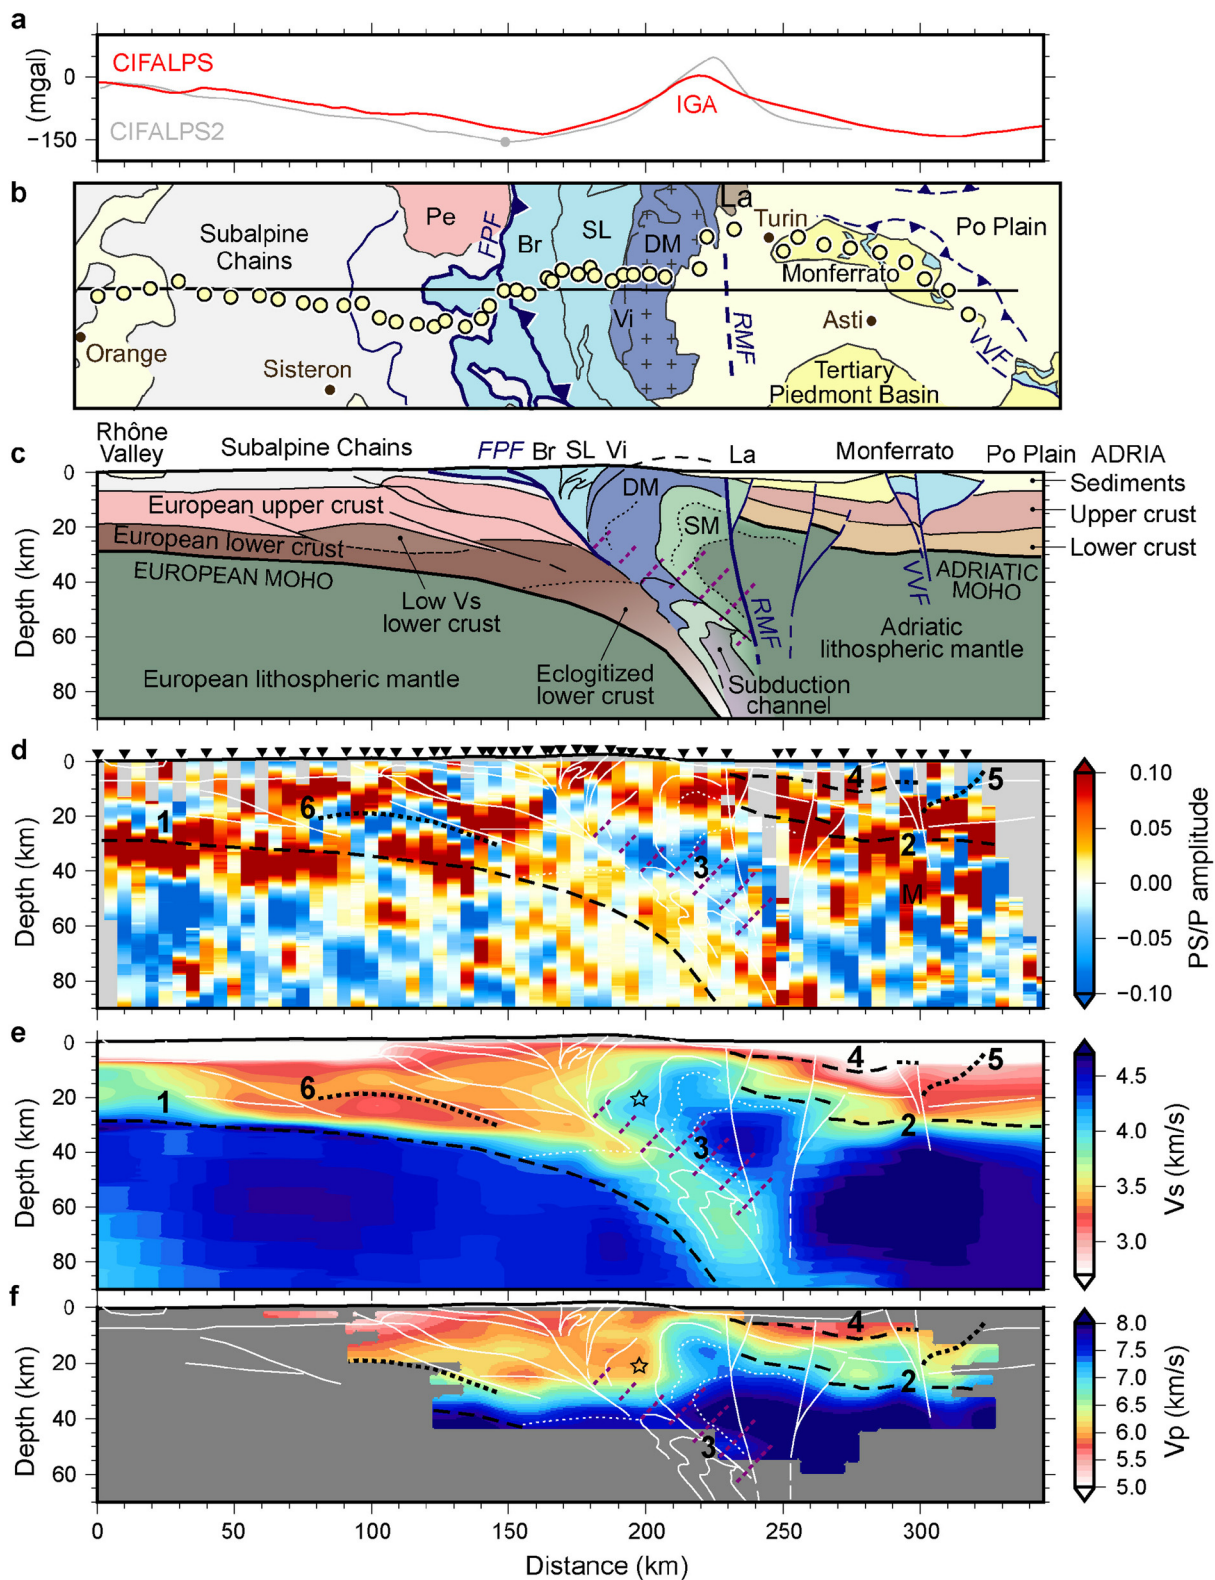 a
CIFALPS
CIFALPS2
IGA
(mgal)
0
−150
b
Subalpine
Chains
Pe
FPF
Br
SL
DM
La
Turin
Po Plain
Monferrato
Vi
RMF
Asti
VVF
Orange
Sisteron
Tertiary
Piedmont Basin
c
Rhône
Valley
Subalpine Chains
FPF
Br
SL
Vi
La
Monferrato
Po Plain
ADRIA
DM
SM
European upper crust
European lower crust
EUROPEAN MOHO
Low Vs
lower crust
Eclogitized
lower crust
European lithospheric mantle
Subduction
channel
RMF
VVF
ADRIATIC
MOHO
Adriatic
lithospheric mantle
Sediments
Upper crust
Lower crust
Depth (km)
0
20
40
60
80
d
1
6
3
4
2
5
M
Depth (km)
0
20
40
60
80
0.10
0.05
0.00
−0.05
−0.10
PS/P amplitude
e
1
6
3
4
2
5
Depth (km)
0
20
40
60
80
4.5
4.0
3.5
3.0
Vs (km/s)
f
4
2
3
Depth (km)
0
20
40
60
8.0
7.5
7.0
6.5
6.0
5.5
5.0
Vp (km/s)
0
50
100
150
200
250
300
Distance (km)